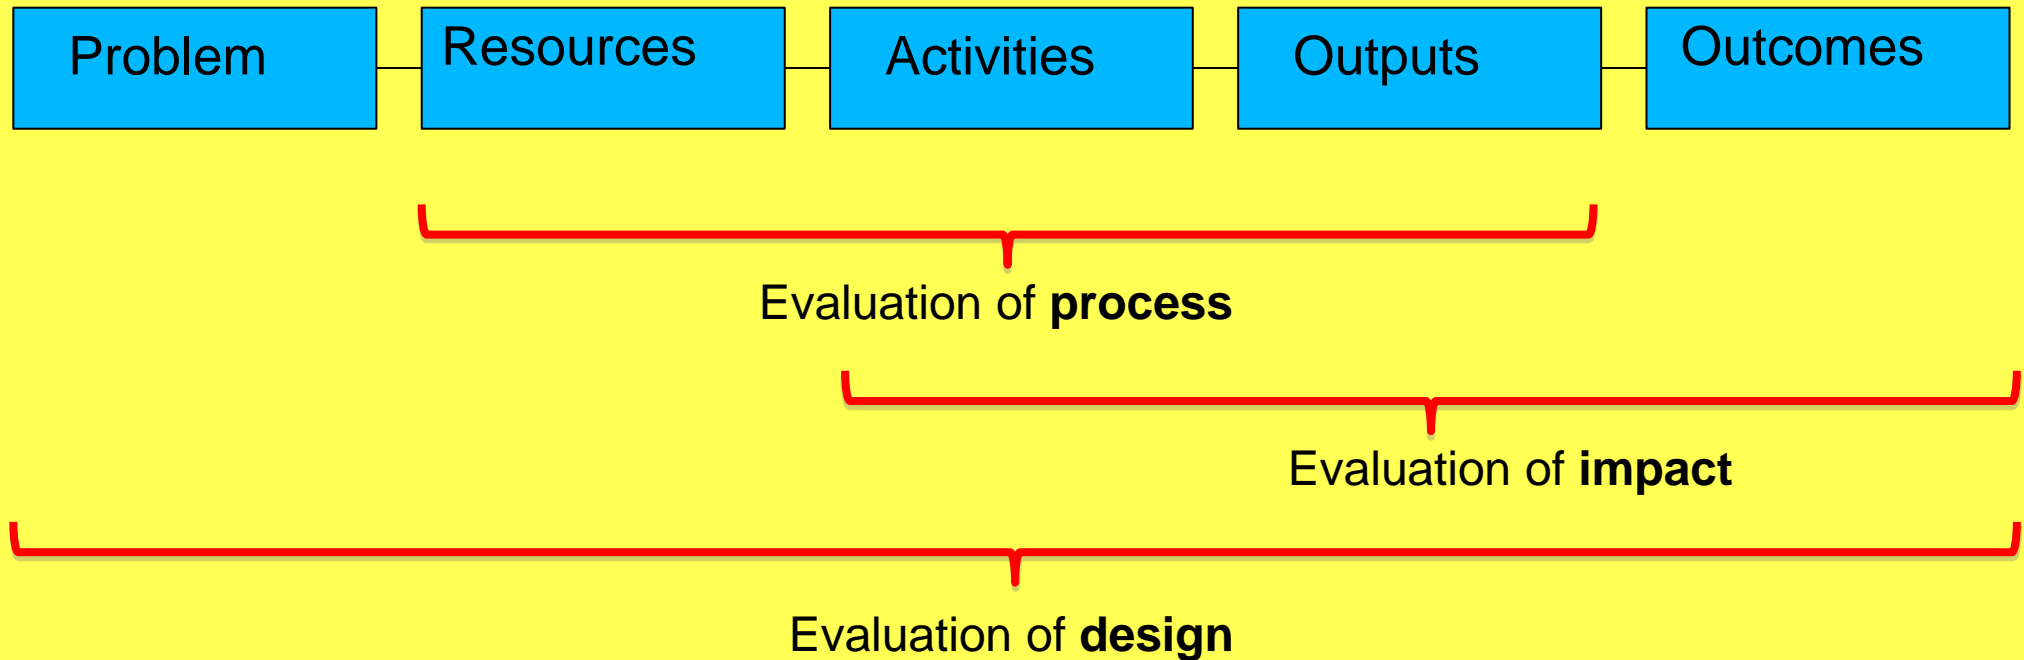 Problem
Resources
Activities
Outputs
Outcomes
Evaluation of process
Evaluation of impact
Evaluation of design